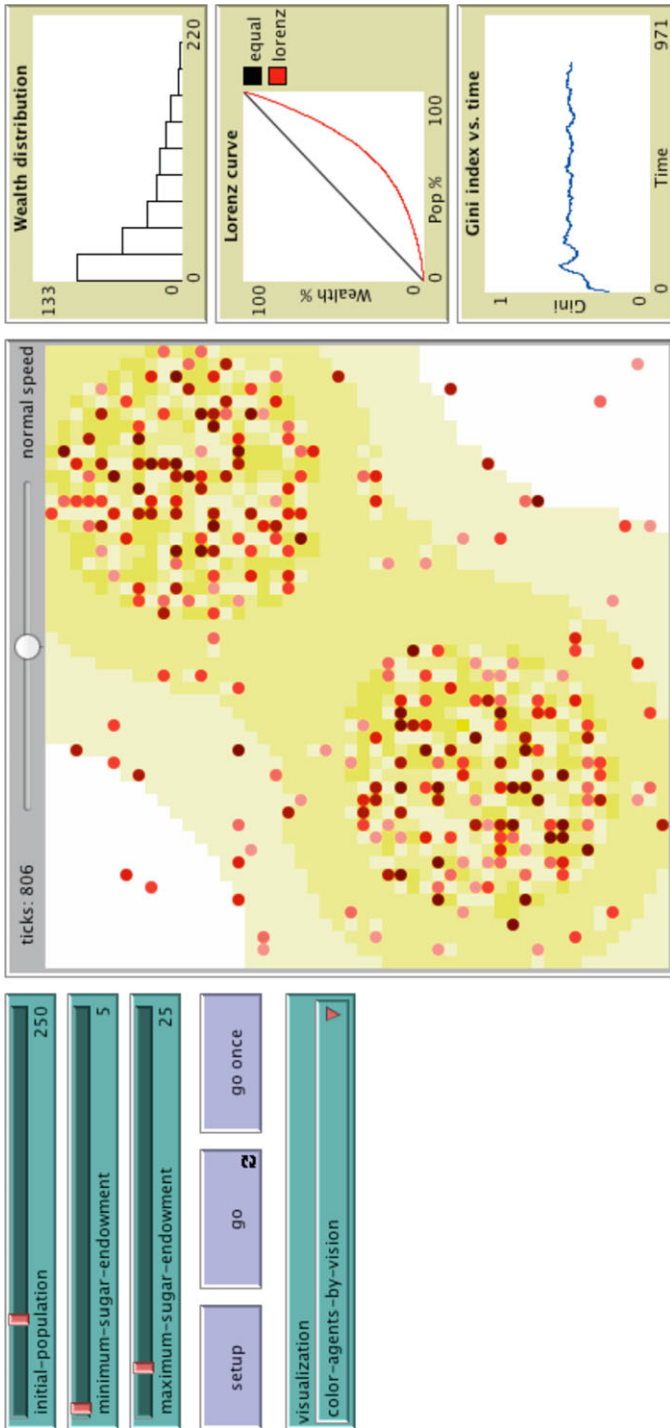 initial-population 250
minimum-sugar-endowment 5
maximum-sugar-endowment 25
setup
go
go once
visualization
color-agents-by-vision
ticks: 806
normal speed
Wealth distribution
133
0
0
220
Lorenz curve
100
Wealth %
0
0
Pop %
100
equal
lorenz
Gini index vs. time
1
Gini
0
0
Time
971